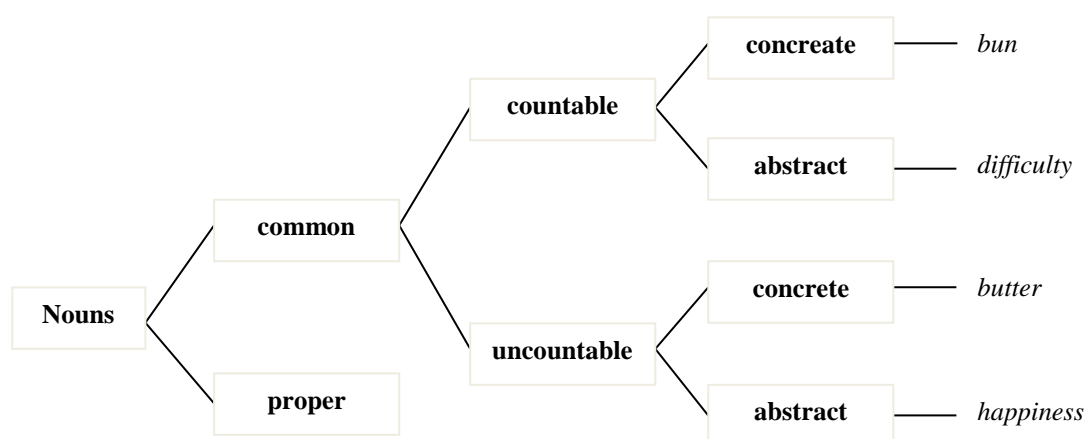 concreate bun
countable
abstract difficulty
common
concrete butter
Nouns
uncountable
proper
abstract happiness